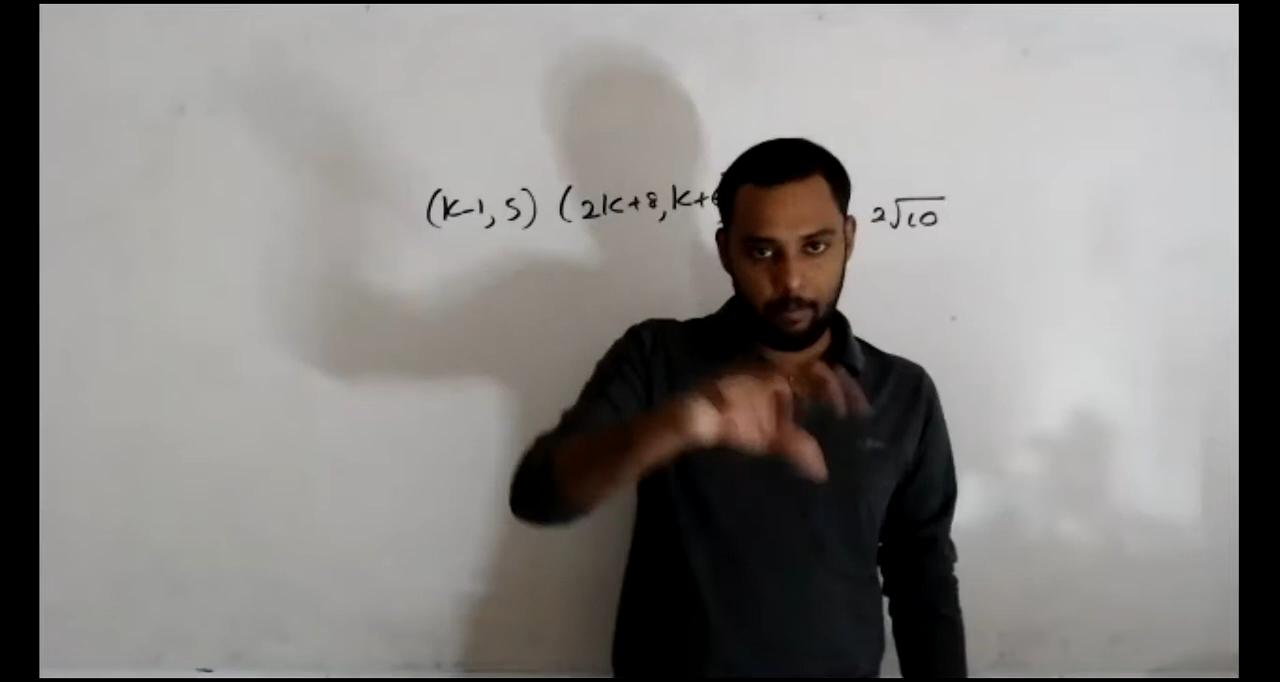 (k-1, 5) (2k+8, k+ 2√10